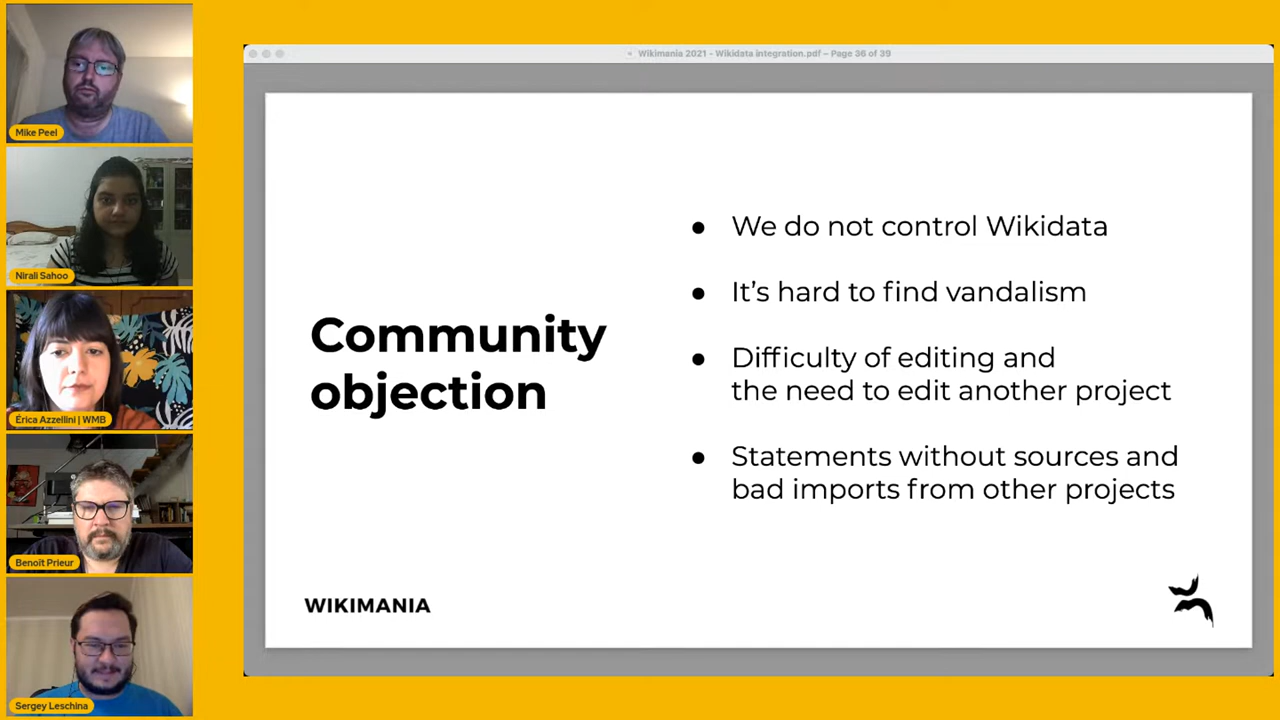 Wikimania 2021 - Wikidata integration.pdf – Page 36 of 39
Mike Peel
Nirali Sahoo
Érica Azzellini | WMB
Benoît Prieur
Sergey Leschina
Community
objection
● We do not control Wikidata
● It's hard to find vandalism
● Difficulty of editing and
the need to edit another project
● Statements without sources and
bad imports from other projects
WIKIMANIA